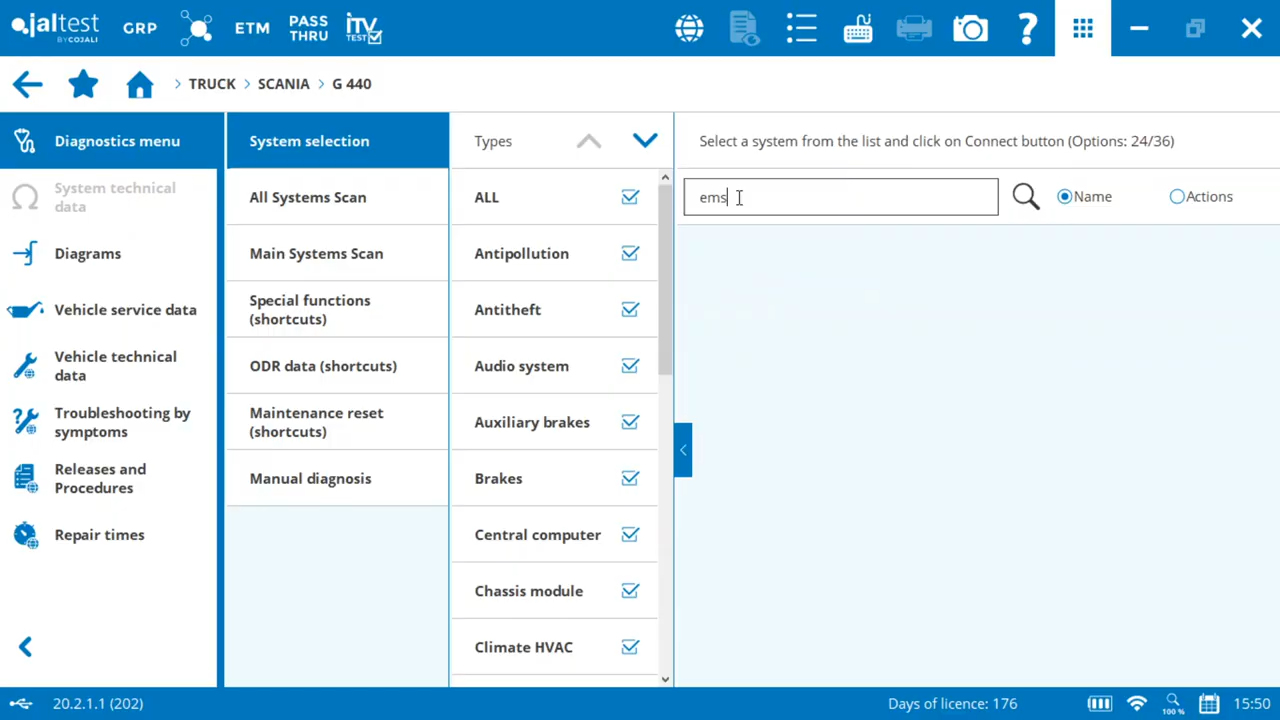 jaltest
BY COJALI
GRP
ETM
PASS
THRU
ITV
TEST
TRUCK > SCANIA > G 440
Diagnostics menu
System technical
data
Diagrams
Vehicle service data
Vehicle technical
data
Troubleshooting by
symptoms
Releases and
Procedures
Repair times
System selection
All Systems Scan
Main Systems Scan
Special functions
(shortcuts)
ODR data (shortcuts)
Maintenance reset
(shortcuts)
Manual diagnosis
Types
ALL
Antipollution
Antitheft
Audio system
Auxiliary brakes
Brakes
Central computer
Chassis module
Climate HVAC
Select a system from the list and click on Connect button (Options: 24/36)
ems
Name
Actions
20.2.1.1 (202)
Days of licence: 176
100 %
15:50